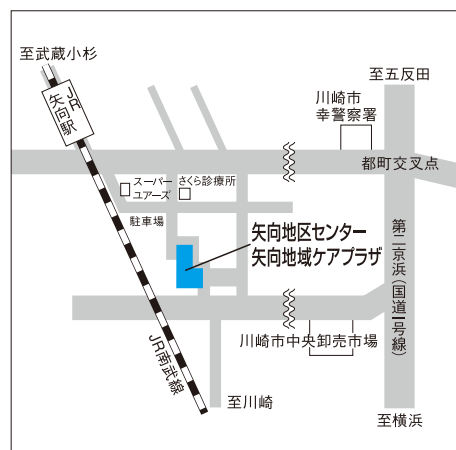 至武蔵小杉
JR
矢向駅
至五反田
川崎市
幸警察署
都町交叉点
スーパー
ユアーズ
さくら診療所
駐車場
矢向地区センター
矢向地域ケアプラザ
第二京浜(国道1号線)
川崎市中央卸売市場
JR南武線
至川崎
至横浜